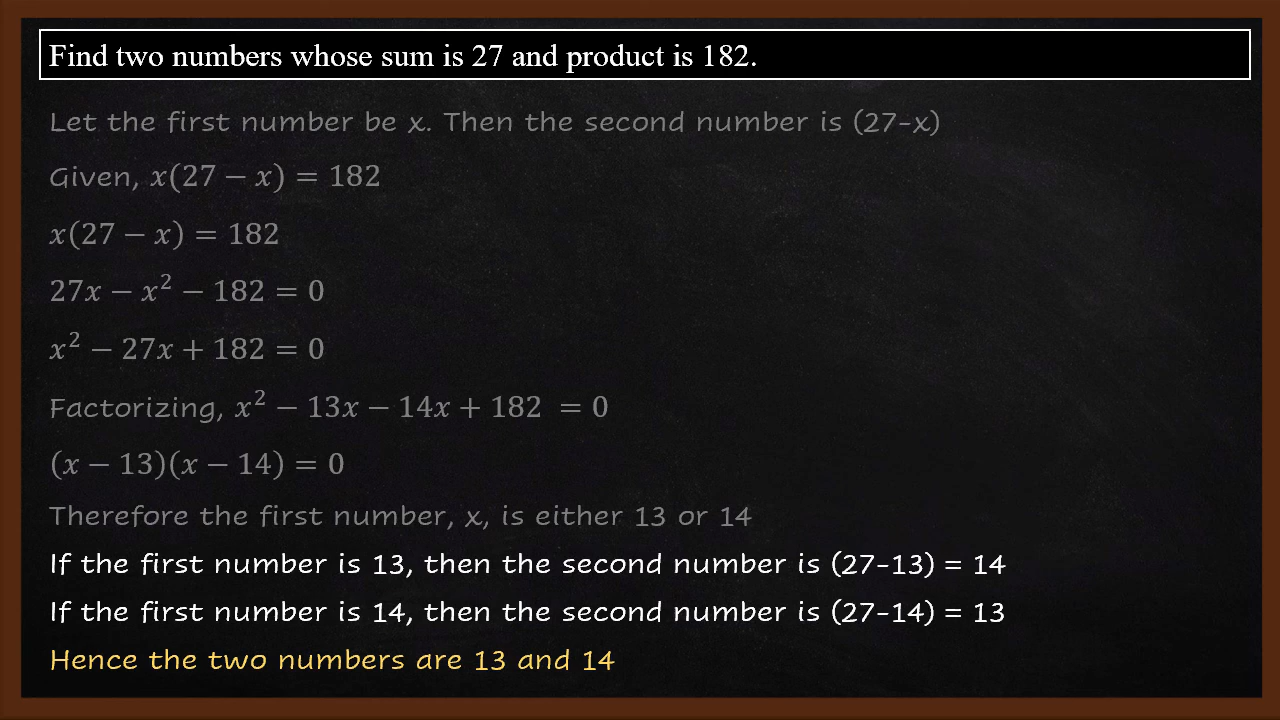 Find two numbers whose sum is 27 and product is 182.
Let the first number be x. Then the second number is (27-x)
Given, x(27 − x) = 182
x(27 − x) = 182
27x − x² − 182 = 0
x² − 27x + 182 = 0
Factorizing, x² − 13x − 14x + 182 = 0
(x − 13)(x − 14) = 0
Therefore the first number, x, is either 13 or 14
If the first number is 13, then the second number is (27-13) = 14
If the first number is 14, then the second number is (27-14) = 13
Hence the two numbers are 13 and 14